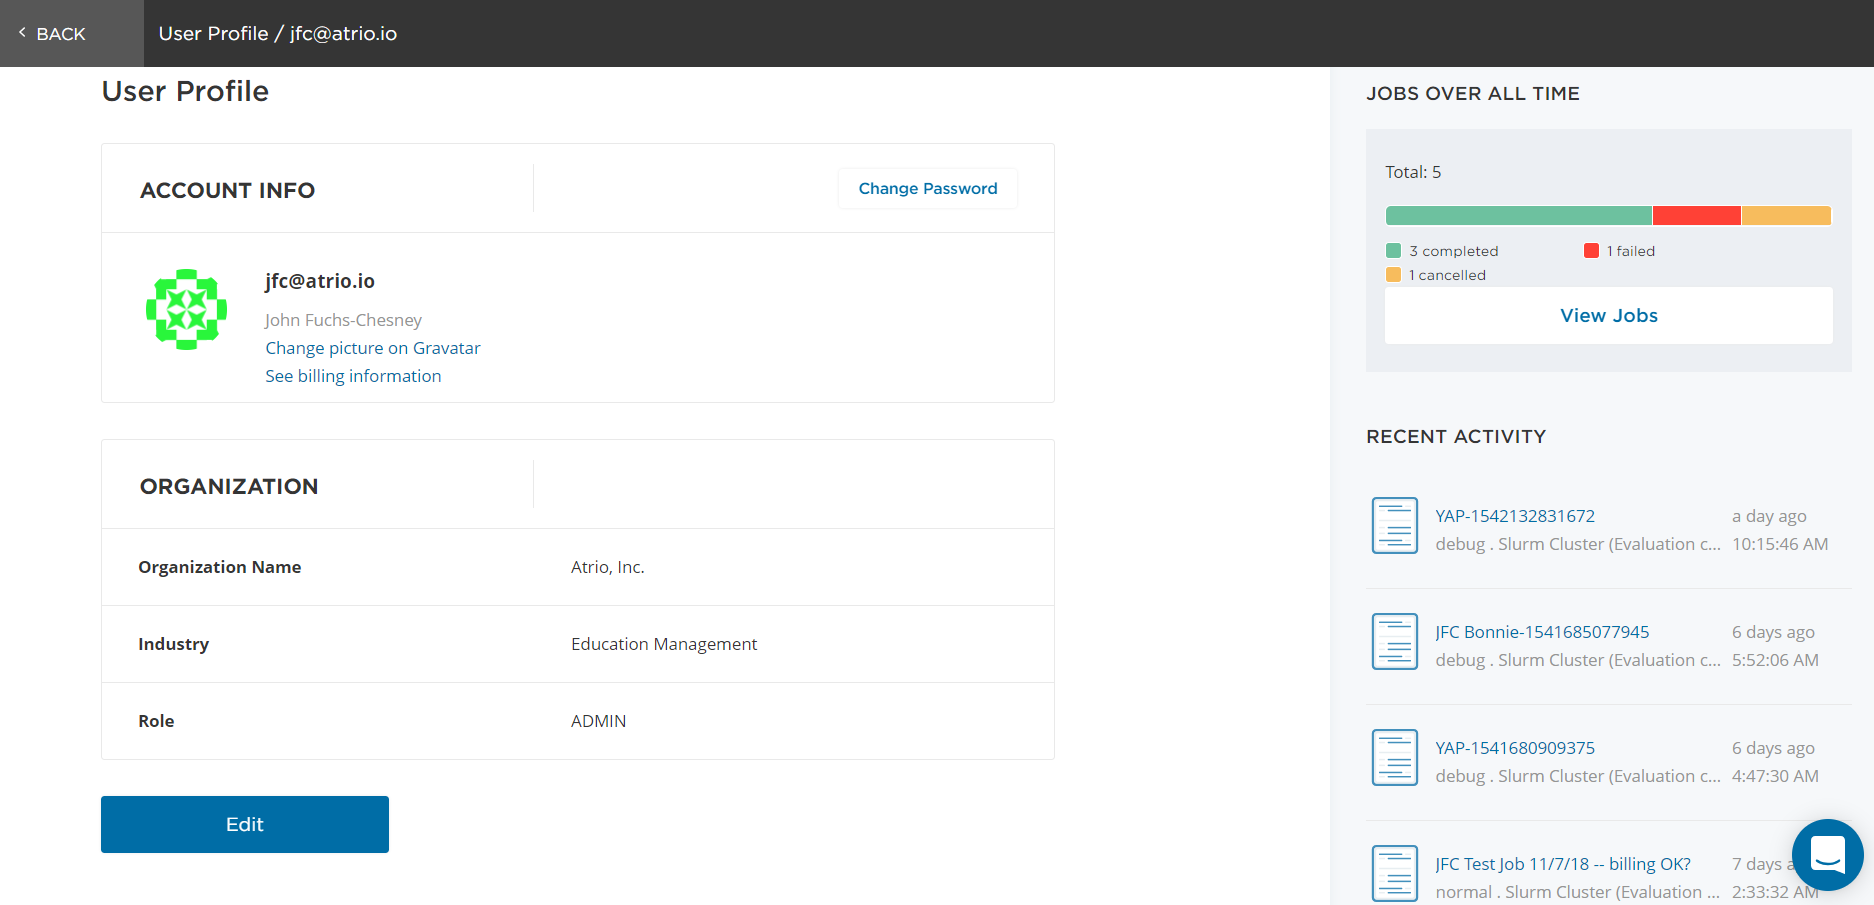 BACK
User Profile / jfc@atrio.io
User Profile
ACCOUNT INFO
Change Password
jfc@atrio.io
John Fuchs-Chesney
Change picture on Gravatar
See billing information
ORGANIZATION
Organization Name Atrio, Inc.
Industry Education Management
Role ADMIN
Edit
JOBS OVER ALL TIME
Total: 5
3 completed 1 failed
1 cancelled
View Jobs
RECENT ACTIVITY
YAP-1542132831672 a day ago
debug . Slurm Cluster (Evaluation c... 10:15:46 AM
JFC Bonnie-1541685077945 6 days ago
debug . Slurm Cluster (Evaluation c... 5:52:06 AM
YAP-1541680909375 6 days ago
debug . Slurm Cluster (Evaluation c... 4:47:30 AM
JFC Test Job 11/7/18 -- billing OK? 7 days a
normal . Slurm Cluster (Evaluation ... 2:33:32 AM